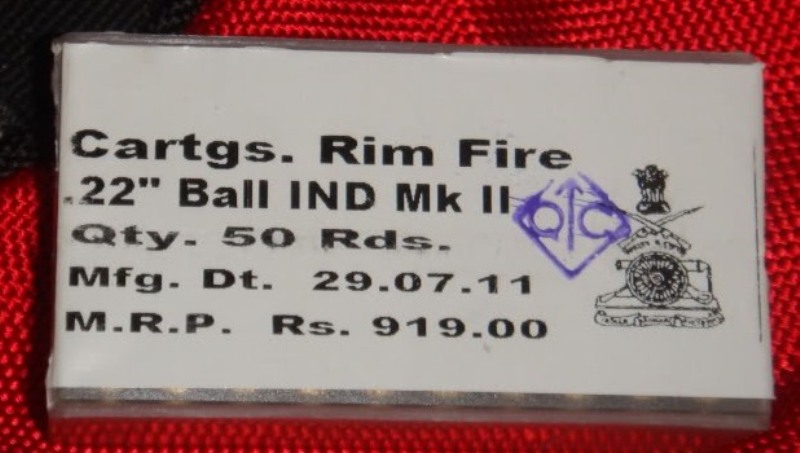 Cartgs. Rim Fire
.22" Ball IND Mk II
QC
Qty. 50 Rds.
Mfg. Dt. 29.07.11
M.R.P. Rs. 919.00